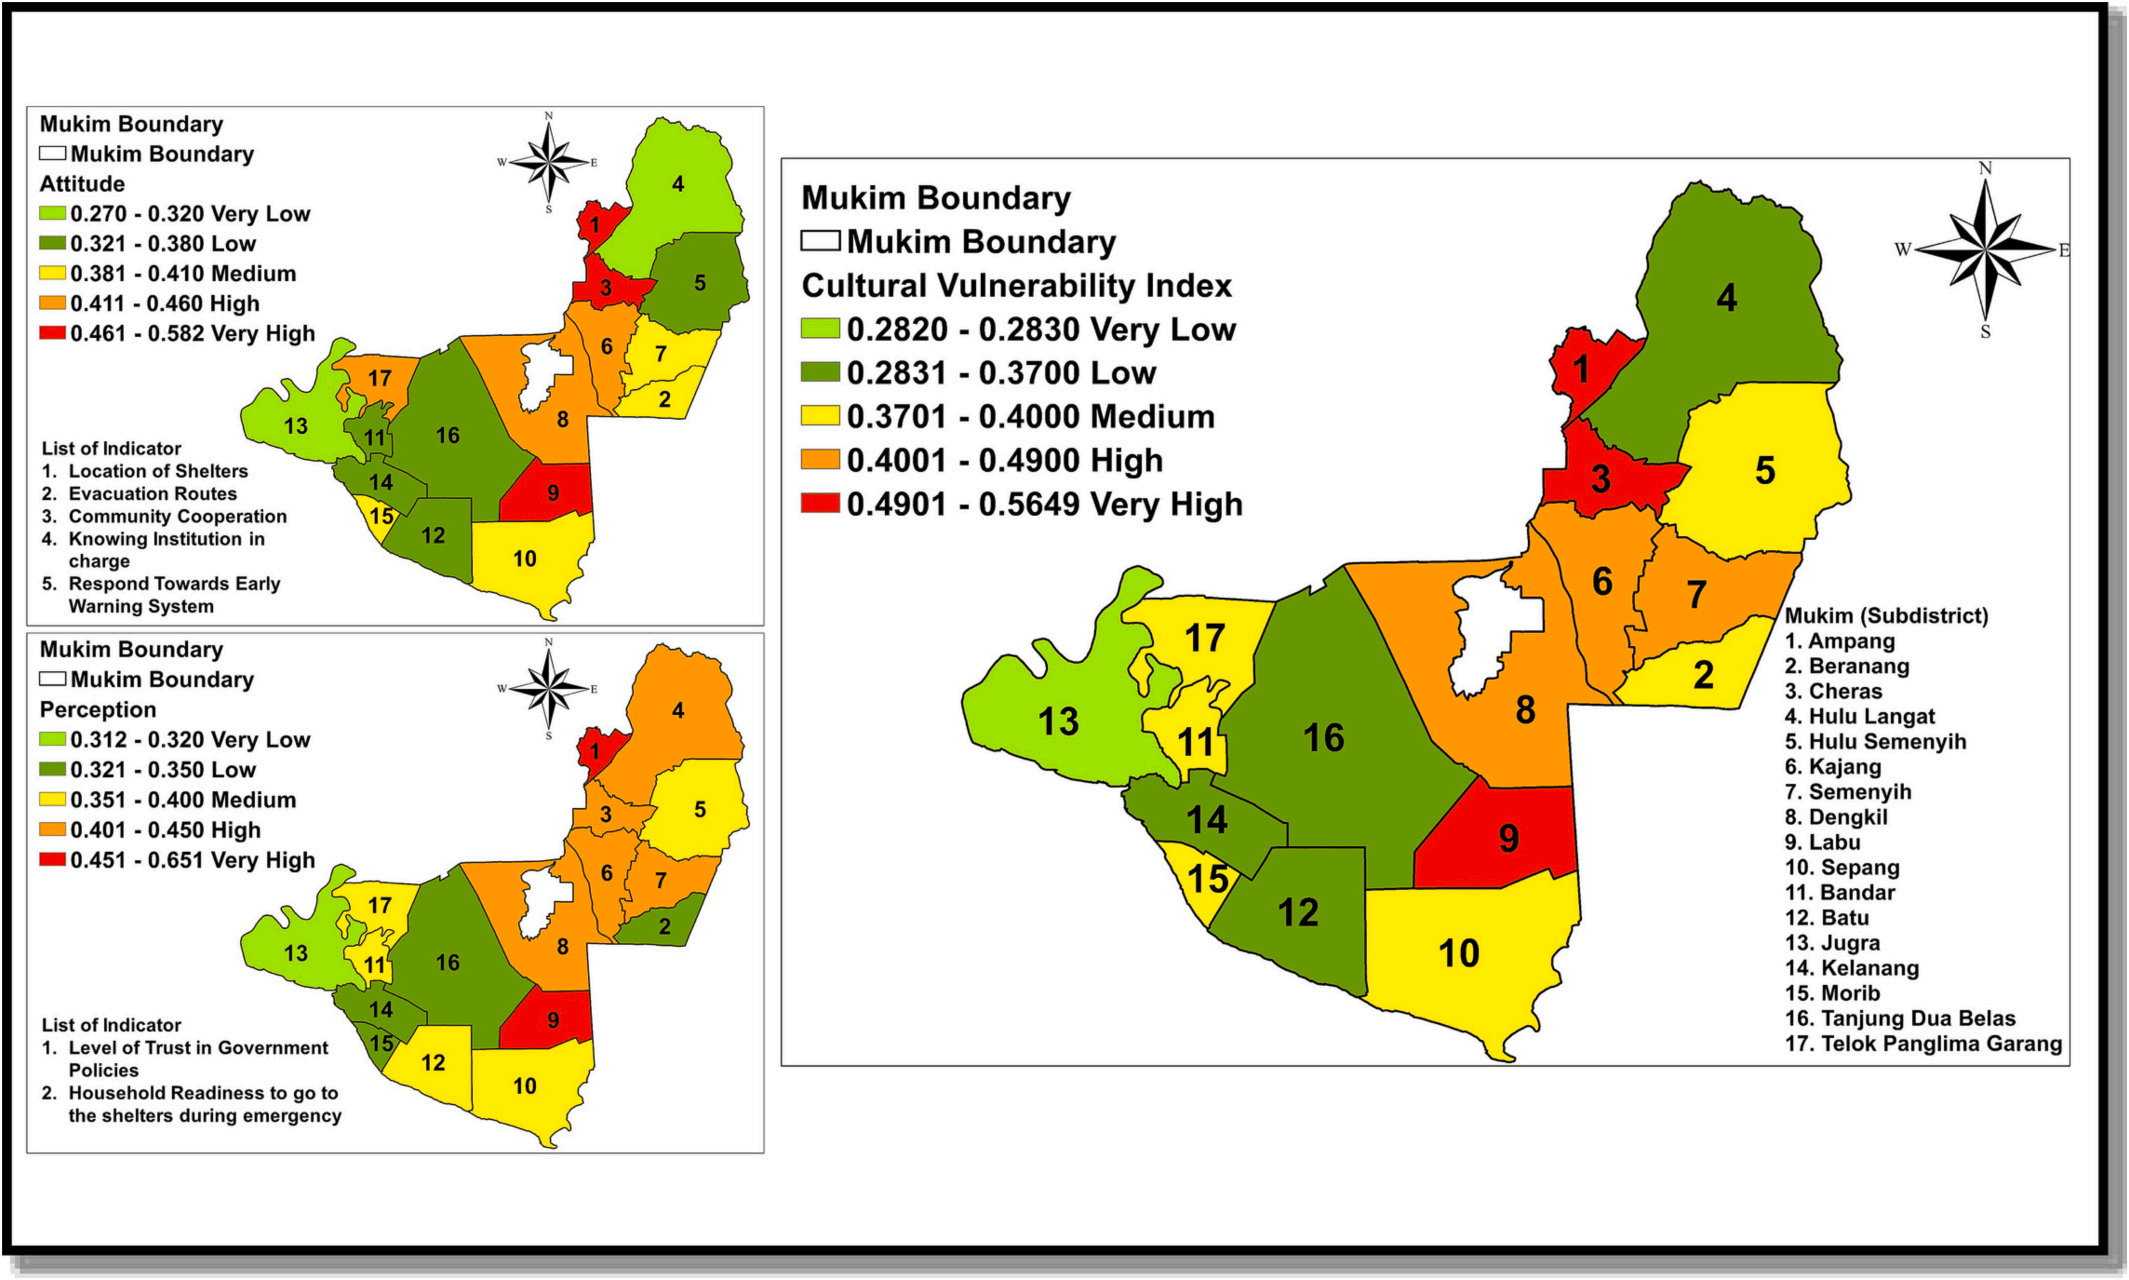 Mukim Boundary
Mukim Boundary
Attitude
0.270 - 0.320 Very Low
0.321 - 0.380 Low
0.381 - 0.410 Medium
0.411 - 0.460 High
0.461 - 0.582 Very High
N
W
E
S
4
1
5
3
6
7
17
2
13
8
11
16
14
9
15
12
10
List of Indicator
1. Location of Shelters
2. Evacuation Routes
3. Community Cooperation
4. Knowing Institution in
charge
5. Respond Towards Early
Warning System
Mukim Boundary
Mukim Boundary
Perception
0.312 - 0.320 Very Low
0.321 - 0.350 Low
0.351 - 0.400 Medium
0.401 - 0.450 High
0.451 - 0.651 Very High
N
W
E
S
4
1
5
3
6
7
17
2
13
8
11
16
14
9
15
12
10
List of Indicator
1. Level of Trust in Government
Policies
2. Household Readiness to go to
the shelters during emergency
Mukim Boundary
Mukim Boundary
Cultural Vulnerability Index
0.2820 - 0.2830 Very Low
0.2831 - 0.3700 Low
0.3701 - 0.4000 Medium
0.4001 - 0.4900 High
0.4901 - 0.5649 Very High
N
W
E
S
4
1
5
3
6
7
17
2
13
8
11
16
14
9
15
12
10
Mukim (Subdistrict)
1. Ampang
2. Beranang
3. Cheras
4. Hulu Langat
5. Hulu Semenyih
6. Kajang
7. Semenyih
8. Dengkil
9. Labu
10. Sepang
11. Bandar
12. Batu
13. Jugra
14. Kelanang
15. Morib
16. Tanjung Dua Belas
17. Telok Panglima Garang